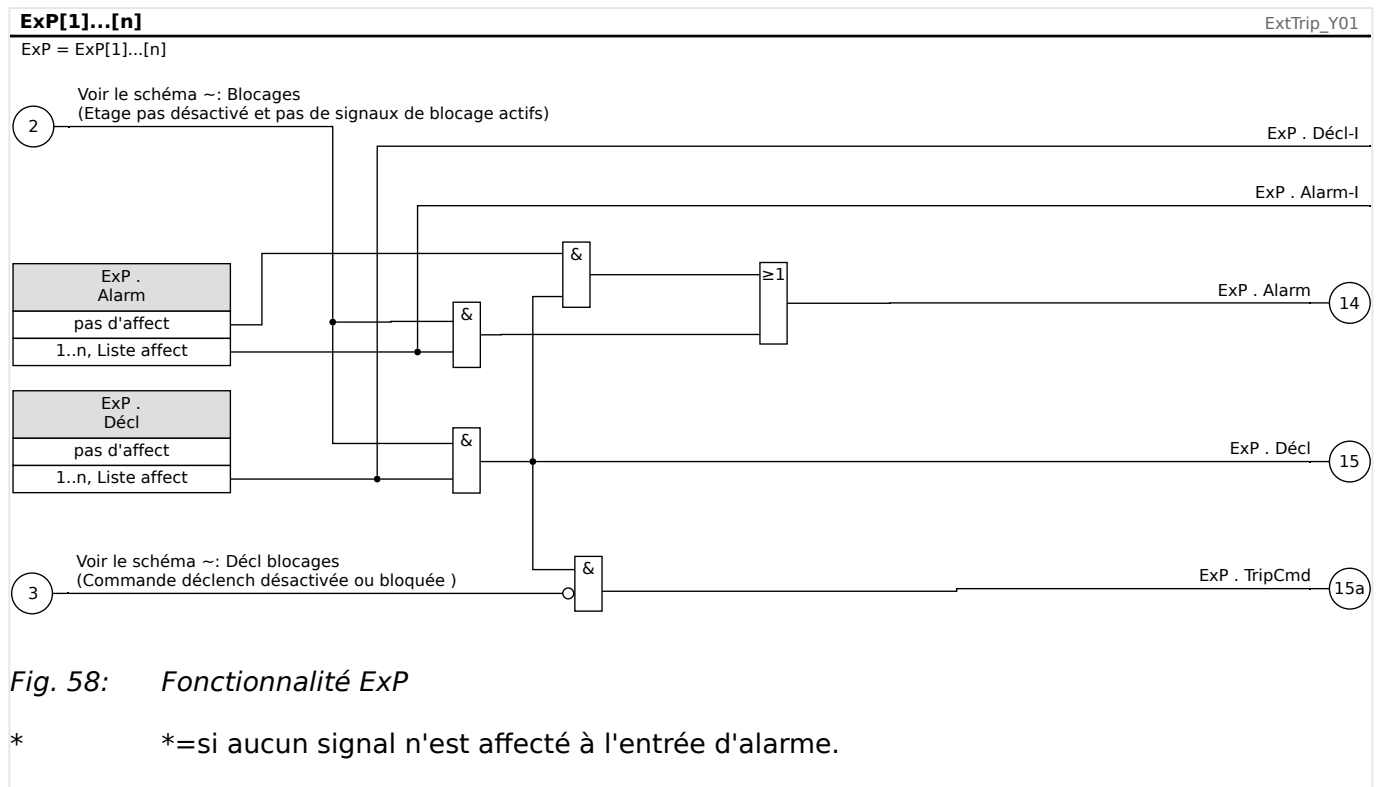 ExP[1]...[n]
ExtTrip_Y01
ExP = ExP[1]...[n]
Voir le schéma ~: Blocages
(Etage pas désactivé et pas de signaux de blocage actifs)
2
ExP . Décl-I
ExP . Alarm-I
&
ExP .
Alarm
≥1
pas d'affect
&
ExP . Alarm
14
1..n, Liste affect
ExP .
Décl
pas d'affect
&
ExP . Décl
15
1..n, Liste affect
Voir le schéma ~: Décl blocages
(Commande déclench désactivée ou bloquée )
3
&
ExP . TripCmd
15a
Fig. 58: Fonctionnalité ExP
* *=si aucun signal n'est affecté à l'entrée d'alarme.